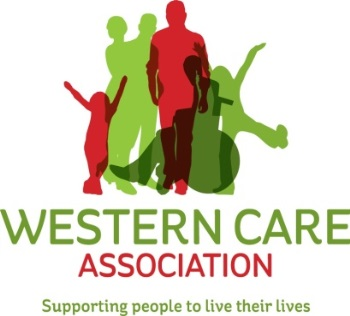 WESTERN CARE
ASSOCIATION
Supporting people to live their lives